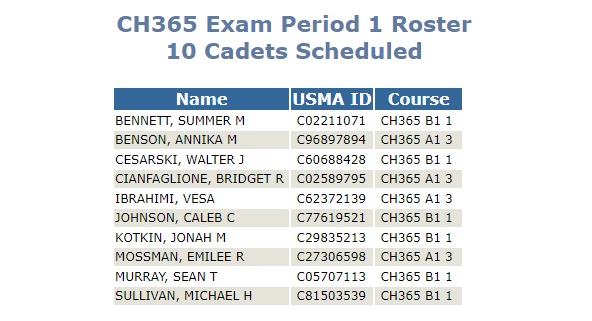 CH365 Exam Period 1 Roster
10 Cadets Scheduled
Name USMA ID Course
BENNETT, SUMMER M C02211071 CH365 B1 1
BENSON, ANNIKA M C96897894 CH365 A1 3
CESARSKI, WALTER J C60688428 CH365 B1 1
CIANFAGLIONE, BRIDGET R C02589795 CH365 A1 3
IBRAHIMI, VESA C62372139 CH365 A1 3
JOHNSON, CALEB C C77619521 CH365 B1 1
KOTKIN, JONAH M C29835213 CH365 B1 1
MOSSMAN, EMILEE R C27306598 CH365 A1 3
MURRAY, SEAN T C05707113 CH365 B1 1
SULLIVAN, MICHAEL H C81503539 CH365 B1 1